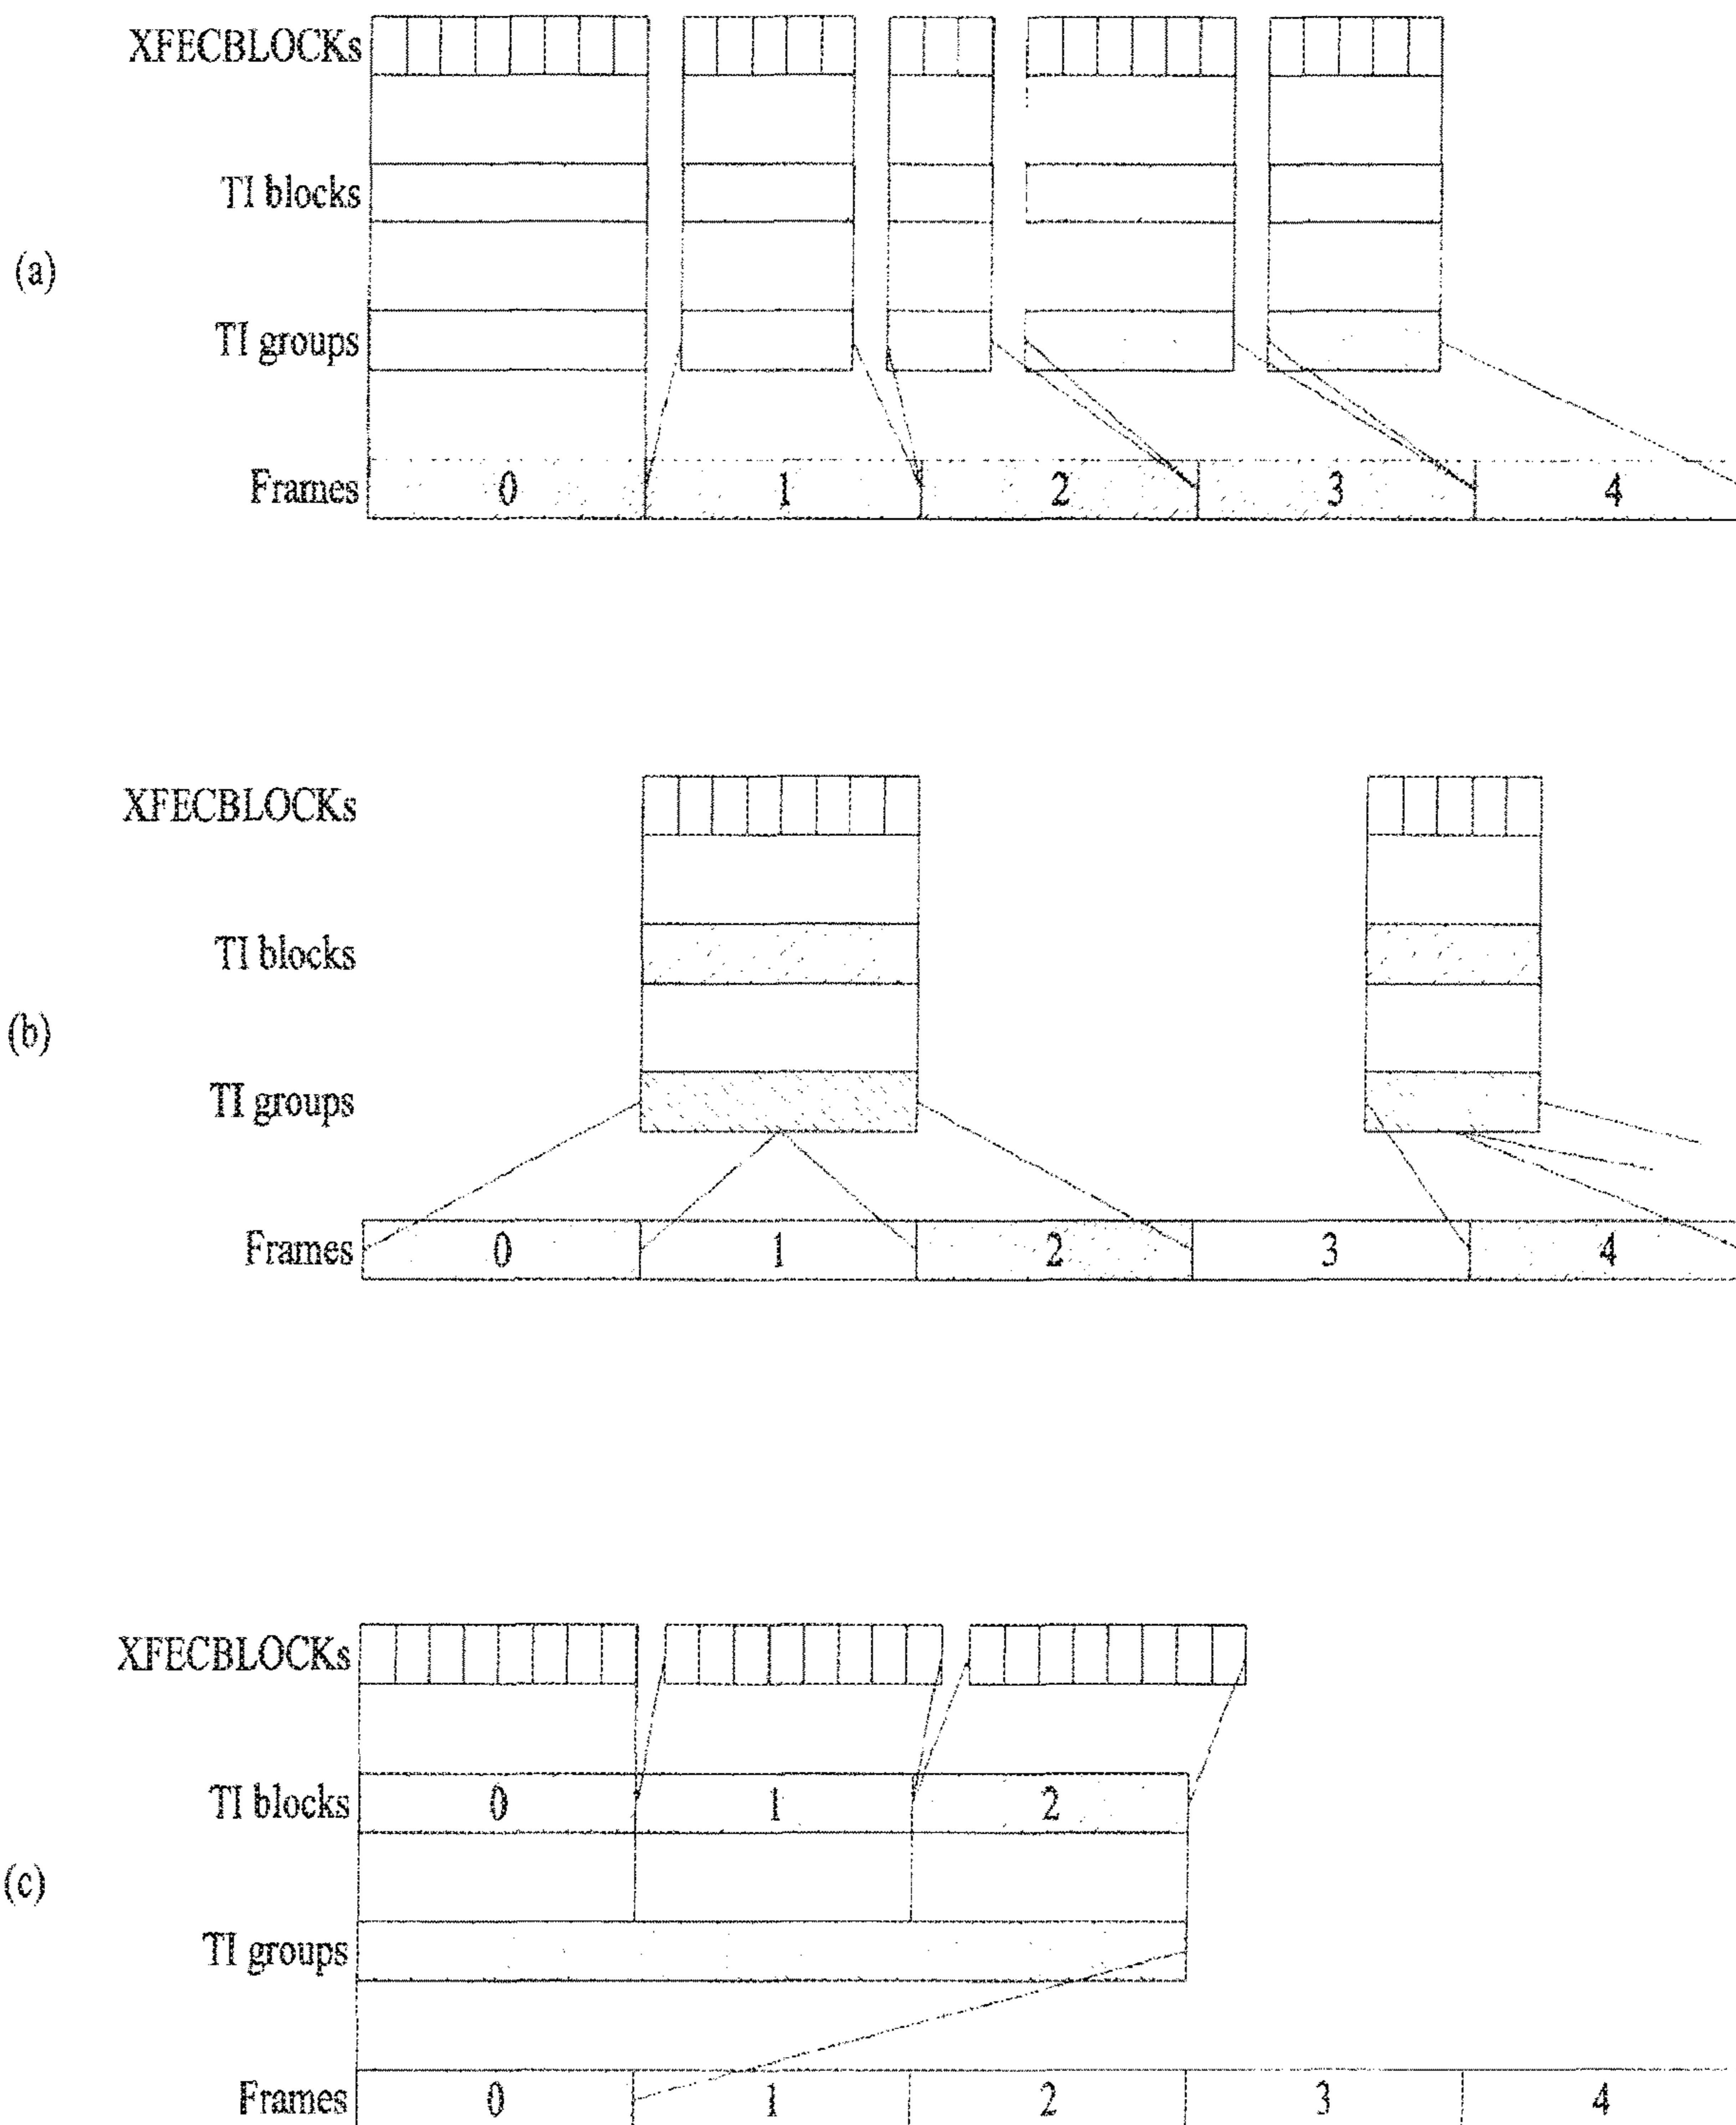 XFECBLOCKs
TI blocks
(a)
TI groups
Frames 0 1 2 3 4
XFECBLOCKs
TI blocks
(b)
TI groups
Frames 0 1 2 3 4
XFECBLOCKs
TI blocks 0 1 2
(c)
TI groups
Frames 0 1 2 3 4